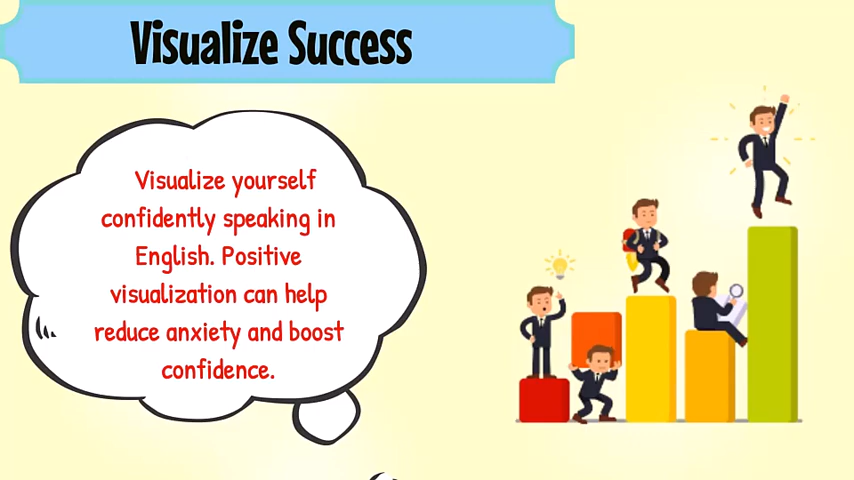 Visualize Success
Visualize yourself
confidently speaking in
English. Positive
visualization can help
reduce anxiety and boost
confidence.